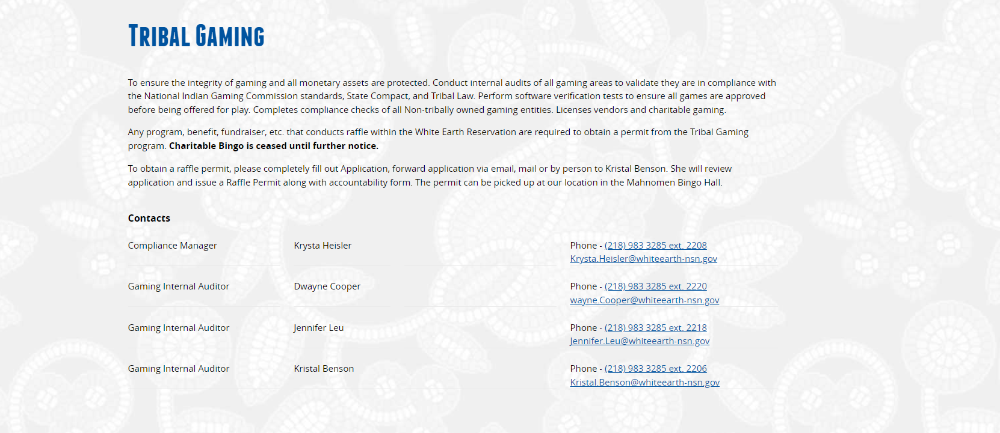 Tribal Gaming
To ensure the integrity of gaming and all monetary assets are protected. Conduct internal audits of all gaming areas to validate they are in compliance with
the National Indian Gaming Commission standards, State Compact, and Tribal Law. Perform software verification tests to ensure all games are approved
before being offered for play. Completes compliance checks of all Non-tribally owned gaming entities. Licenses vendors and charitable gaming.
Any program, benefit, fundraiser, etc. that conducts raffle within the White Earth Reservation are required to obtain a permit from the Tribal Gaming
program. Charitable Bingo is ceased until further notice.
To obtain a raffle permit, please completely fill out Application, forward application via email, mail or by person to Kristal Benson. She will review
application and issue a Raffle Permit along with accountability form. The permit can be picked up at our location in the Mahnomen Bingo Hall.
Contacts
Compliance Manager Krysta Heisler Phone - (218) 983 3285 ext. 2208
Krysta.Heisler@whiteearth-nsn.gov
Gaming Internal Auditor Dwayne Cooper Phone - (218) 983 3285 ext. 2220
wayne.Cooper@whiteearth-nsn.gov
Gaming Internal Auditor Jennifer Leu Phone - (218) 983 3285 ext. 2218
Jennifer.Leu@whiteearth-nsn.gov
Gaming Internal Auditor Kristal Benson Phone - (218) 983 3285 ext. 2206
Kristal.Benson@whiteearth-nsn.gov